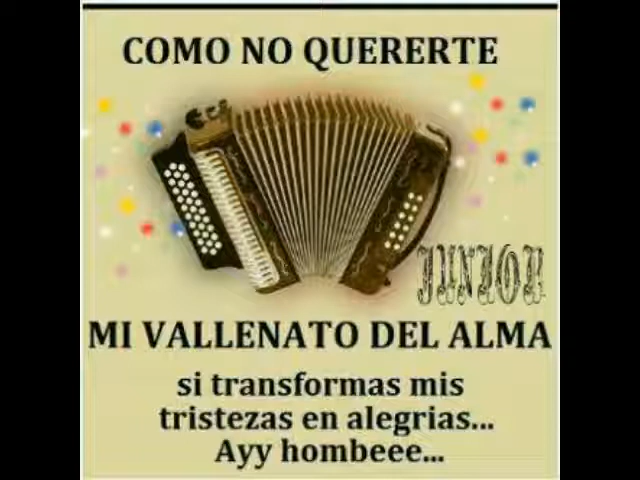 COMO NO QUERERTE
JUNIOR
MI VALLENATO DEL ALMA
si transformas mis
tristezas en alegrias...
Ayy hombeee...